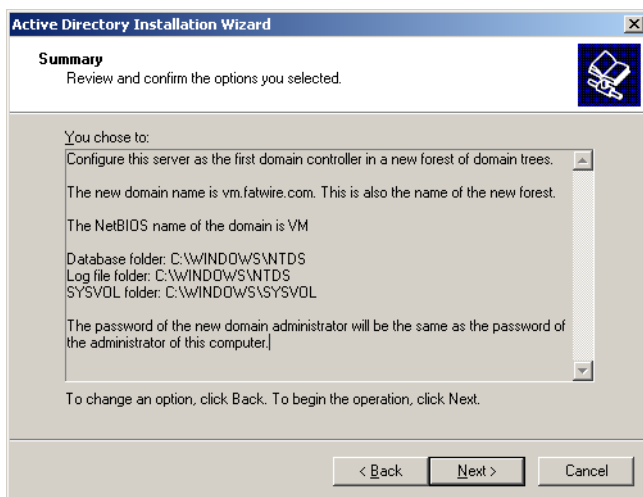 Active Directory Installation Wizard
Summary
Review and confirm the options you selected.
You chose to:
Configure this server as the first domain controller in a new forest of domain trees.
The new domain name is vm.fatwire.com. This is also the name of the new forest.
The NetBIOS name of the domain is VM
Database folder: C:\WINDOWS\NTDS
Log file folder: C:\WINDOWS\NTDS
SYSVOL folder: C:\WINDOWS\SYSVOL
The password of the new domain administrator will be the same as the password of
the administrator of this computer.
To change an option, click Back. To begin the operation, click Next.
< Back
Next >
Cancel